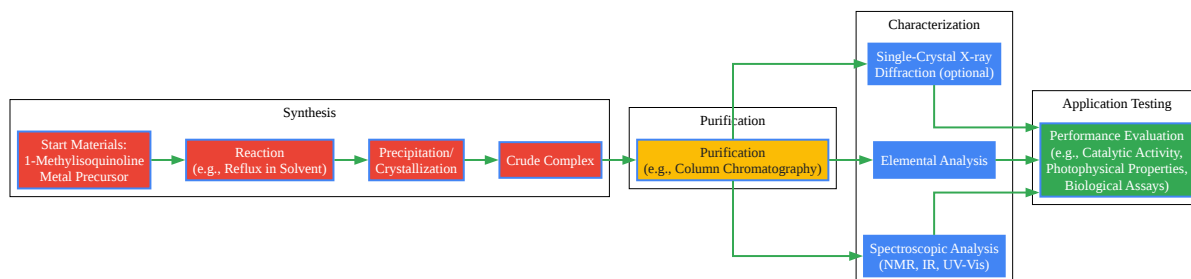 Characterization
Single-Crystal X-ray
Diffraction (optional)
Synthesis
Start Materials:
1-Methylisoquinoline
Metal Precursor
Reaction
(e.g., Reflux in Solvent)
Precipitation/
Crystallization
Crude Complex
Purification
Purification
(e.g., Column Chromatography)
Elemental Analysis
Application Testing
Performance Evaluation
(e.g., Catalytic Activity,
Photophysical Properties,
Biological Assays)
Spectroscopic Analysis
(NMR, IR, UV-Vis)